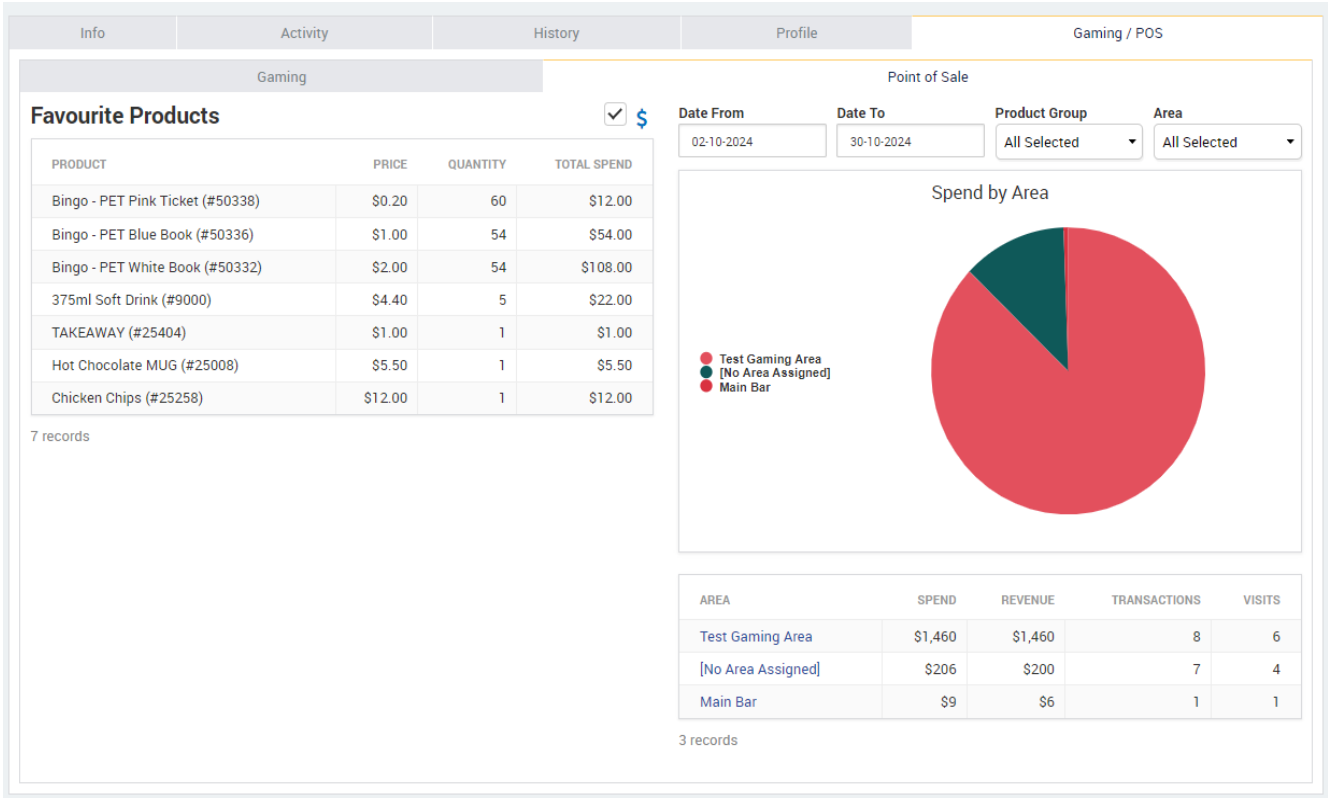 Info Activity History Profile Gaming / POS
Gaming Point of Sale
Favourite Products $
PRODUCT PRICE QUANTITY TOTAL SPEND
Bingo - PET Pink Ticket (#50338) $0.20 60 $12.00
Bingo - PET Blue Book (#50336) $1.00 54 $54.00
Bingo - PET White Book (#50332) $2.00 54 $108.00
375ml Soft Drink (#9000) $4.40 5 $22.00
TAKEAWAY (#25404) $1.00 1 $1.00
Hot Chocolate MUG (#25008) $5.50 1 $5.50
Chicken Chips (#25258) $12.00 1 $12.00
7 records
Date From Date To Product Group Area
02-10-2024 30-10-2024 All Selected All Selected
Spend by Area
Test Gaming Area
[No Area Assigned]
Main Bar
AREA SPEND REVENUE TRANSACTIONS VISITS
Test Gaming Area $1,460 $1,460 8 6
[No Area Assigned] $206 $200 7 4
Main Bar $9 $6 1 1
3 records